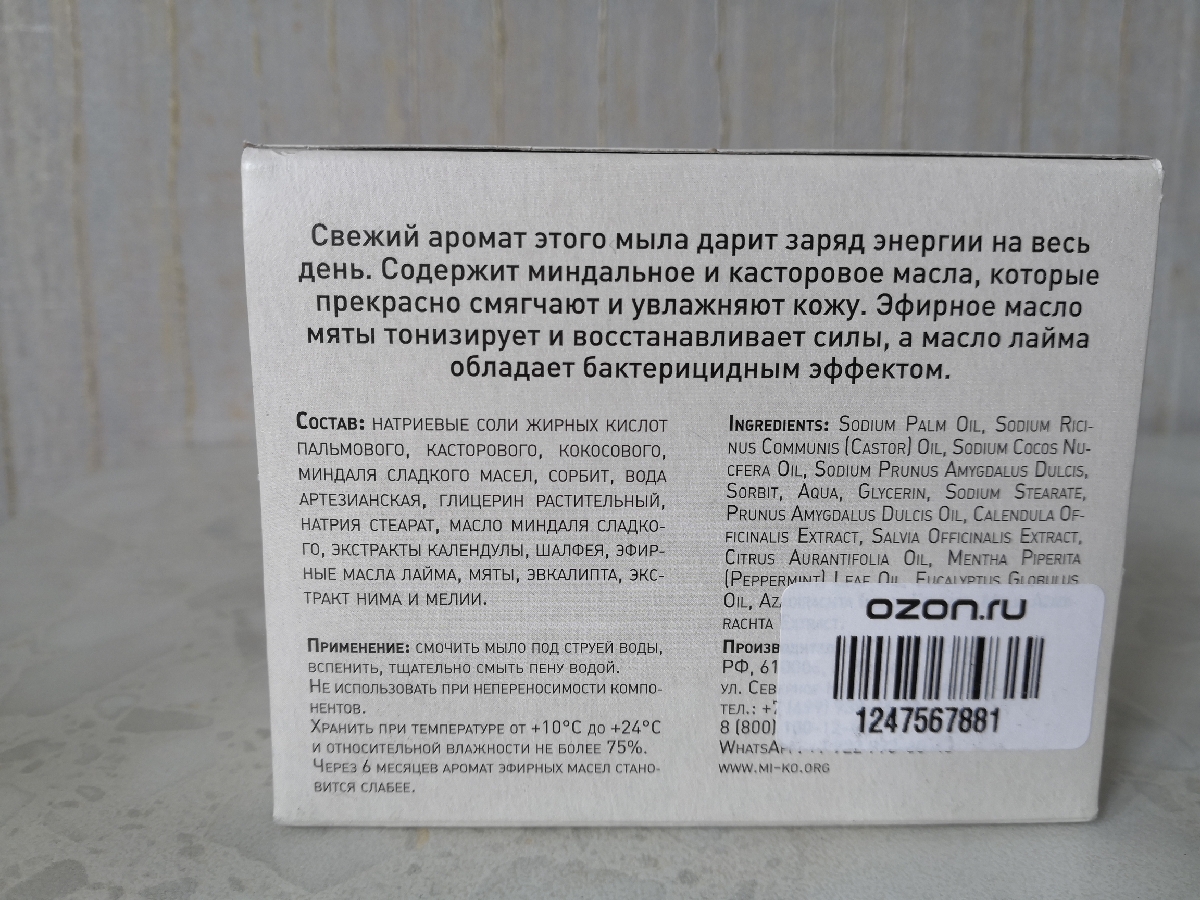 Свежий аромат этого мыла дарит заряд энергии на весь
день. Содержит миндальное и касторовое масла, которые
прекрасно смягчают и увлажняют кожу. Эфирное масло
мяты тонизирует и восстанавливает силы, а масло лайма
обладает бактерицидным эффектом.
Состав: натриевые соли жирных кислот
пальмового, касторового, кокосового,
миндаля сладкого масел, сорбит, вода
артезианская, глицерин растительный,
натрия стеарат, масло миндаля сладко-
го, экстракты календулы, шалфея, эфир-
ные масла лайма, мяты, эвкалипта, экс-
тракт нима и мелии.
Применение: смочить мыло под струей воды,
вспенить, тщательно смыть пену водой.
Не использовать при непереносимости компо-
нентов.
Хранить при температуре от +10°С до +24°С
и относительной влажности не более 75%.
Через 6 месяцев аромат эфирных масел стано-
вится слабее.
Ingredients: Sodium Palm Oil, Sodium Rici-
nus Communis (Castor) Oil, Sodium Cocos Nu-
cfera Oil, Sodium Prunus Amygdalus Dulcis,
Sorbit, Aqua, Glycerin, Sodium Stearate,
Prunus Amygdalus Dulcis Oil, Calendula Of-
ficinalis Extract, Salvia Officinalis Extract,
Citrus Aurantifolia Oil, Mentha Piperita
(Peppermint) Leaf Oil, Eucalyptus Globulus
Oil,
rachta
РФ,
ул.
тел.: +7
8 (800)
www.mi-ko.org
ozon.ru
1247567881